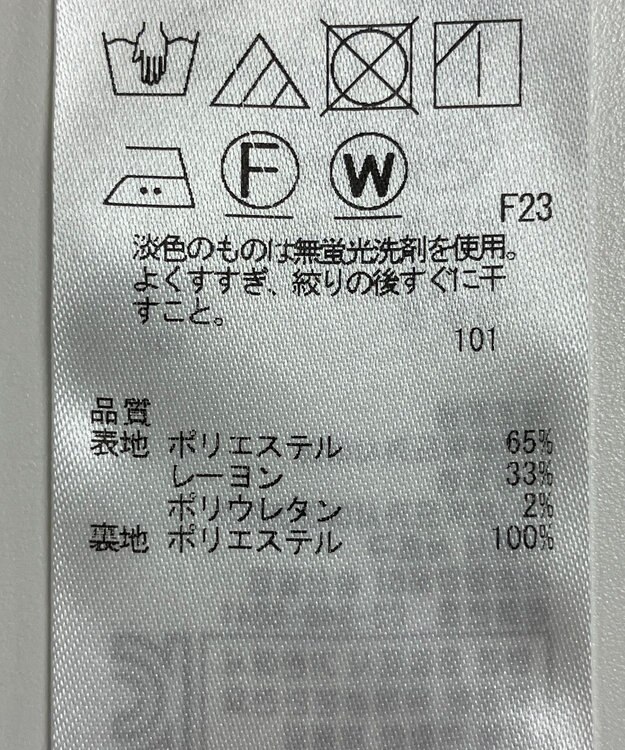 F W
F23
淡色のものは無蛍光洗剤を使用。
よくすすぎ、絞りの後すぐに干
すこと。
101
品質
表地 ポリエステル 65%
レーヨン 33%
ポリウレタン 2%
裏地 ポリエステル 100%